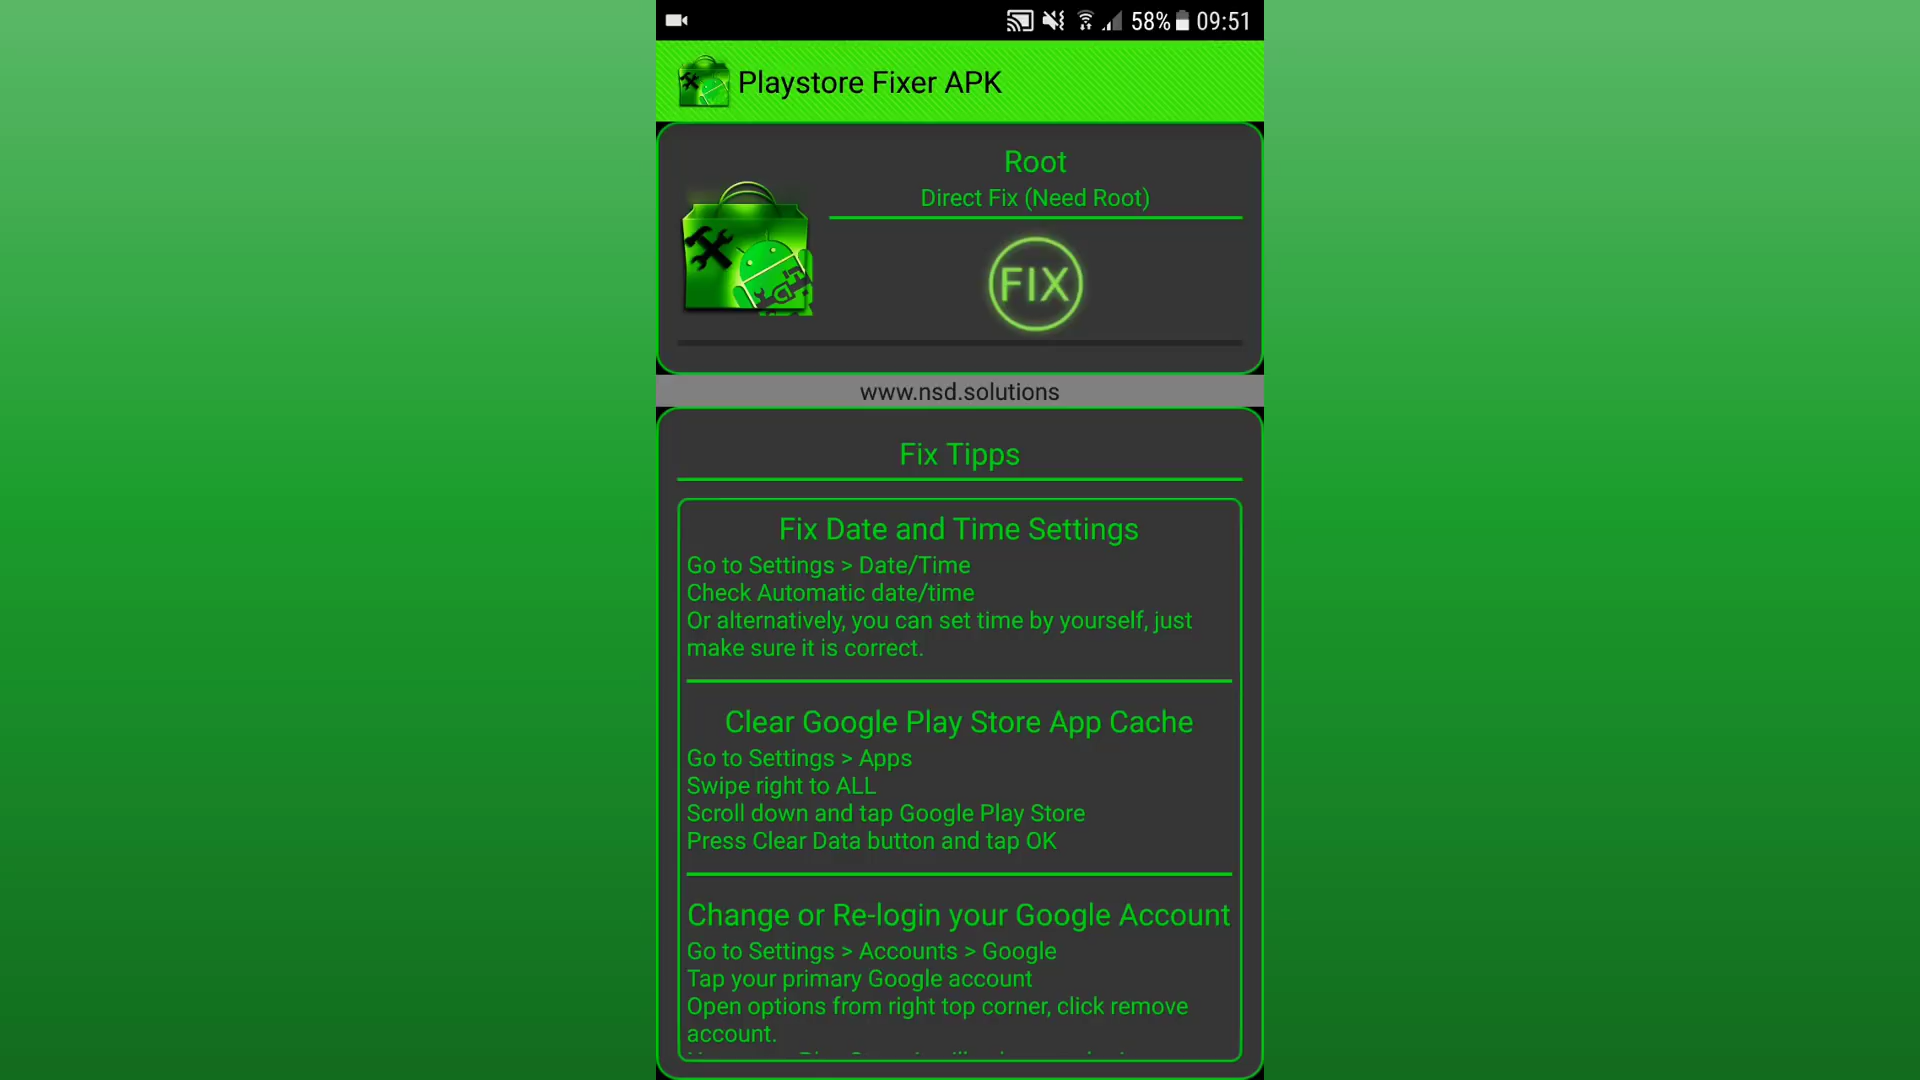 58% 09:51
Playstore Fixer APK
Root
Direct Fix (Need Root)
FIX
www.nsd.solutions
Fix Tipps
Fix Date and Time Settings
Go to Settings > Date/Time
Check Automatic date/time
Or alternatively, you can set time by yourself, just
make sure it is correct.
Clear Google Play Store App Cache
Go to Settings > Apps
Swipe right to ALL
Scroll down and tap Google Play Store
Press Clear Data button and tap OK
Change or Re-login your Google Account
Go to Settings > Accounts > Google
Tap your primary Google account
Open options from right top corner, click remove
account.